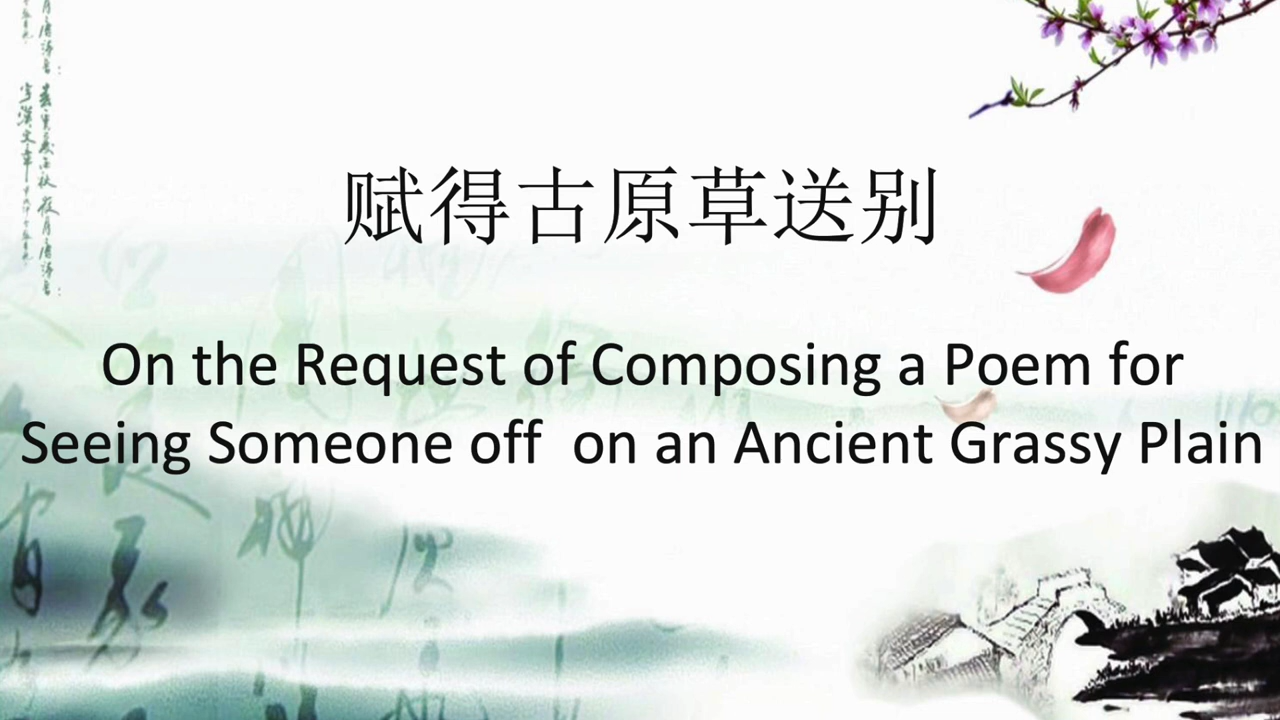 赋得古原草送别
On the Request of Composing a Poem for
Seeing Someone off  on an Ancient Grassy Plain